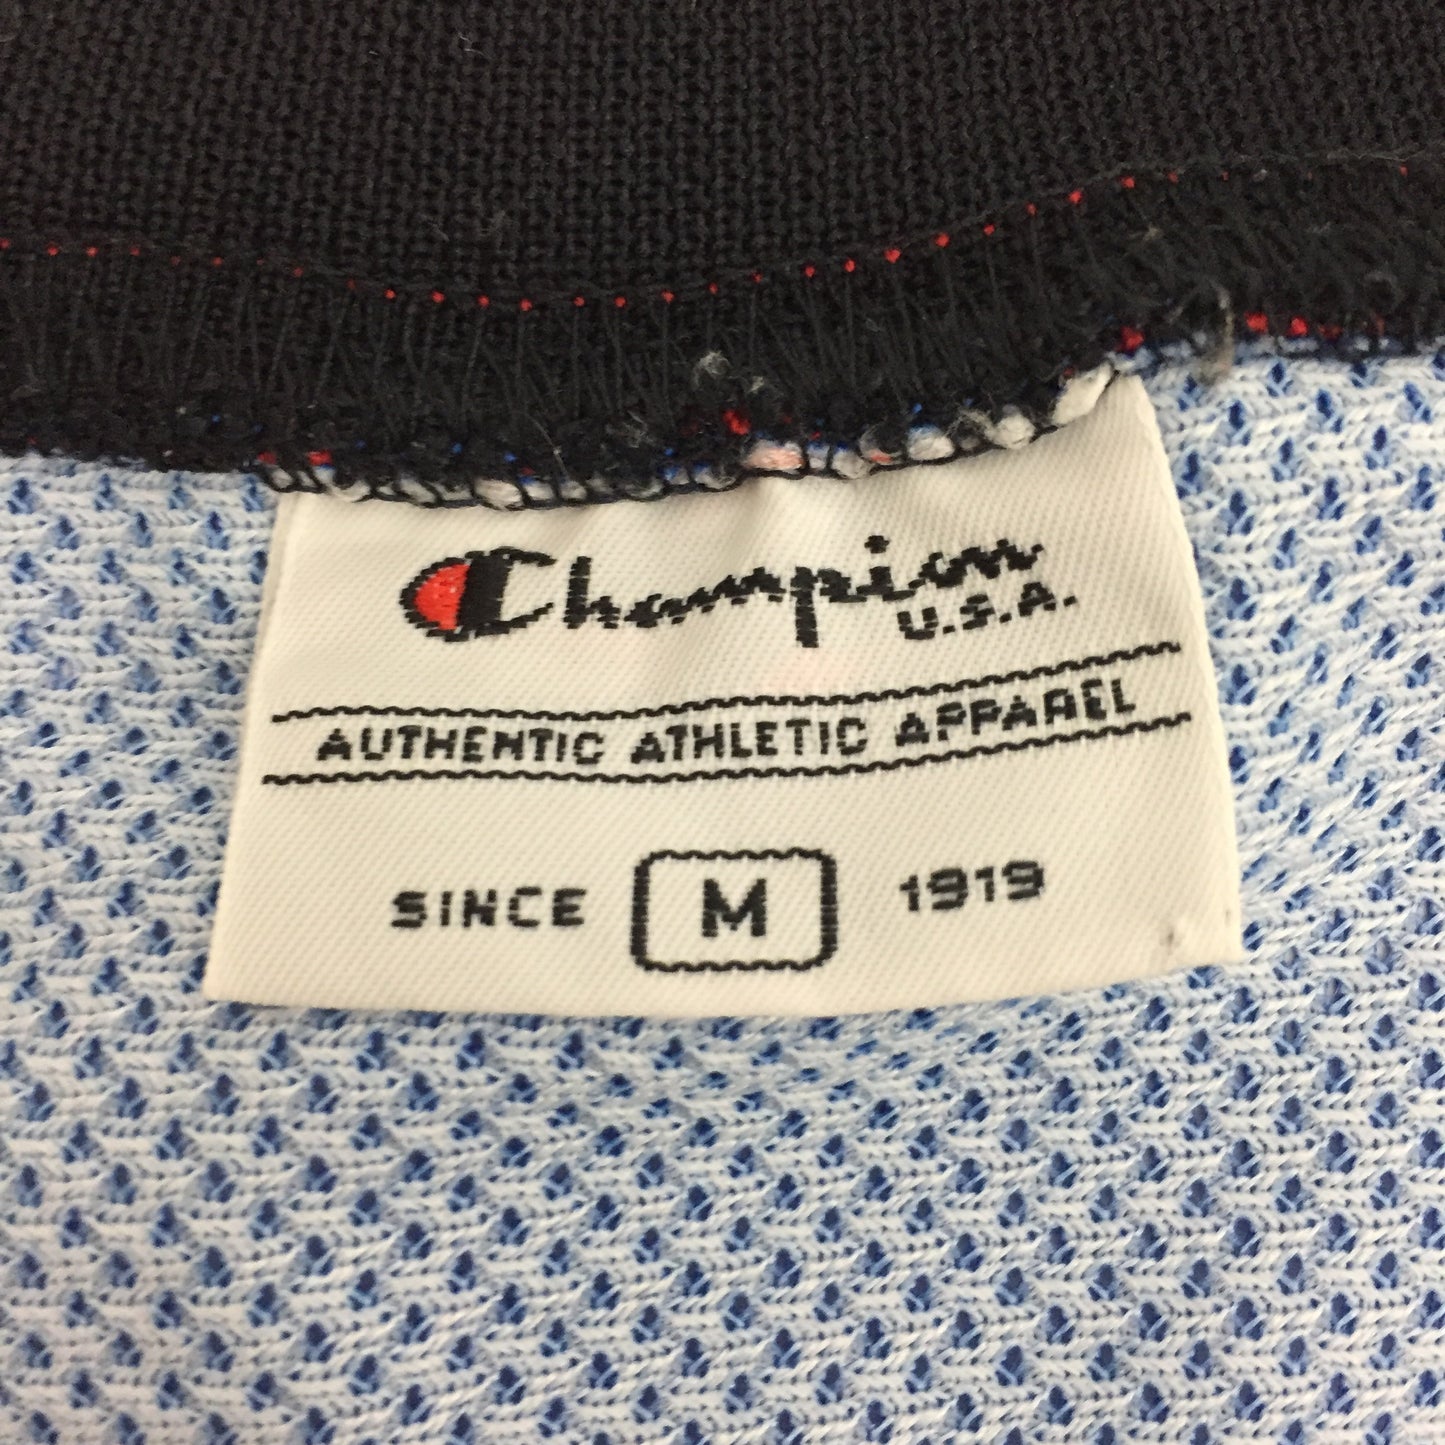 Champion
U.S.A.
AUTHENTIC ATHLETIC APPAREL
SINCE M 1919